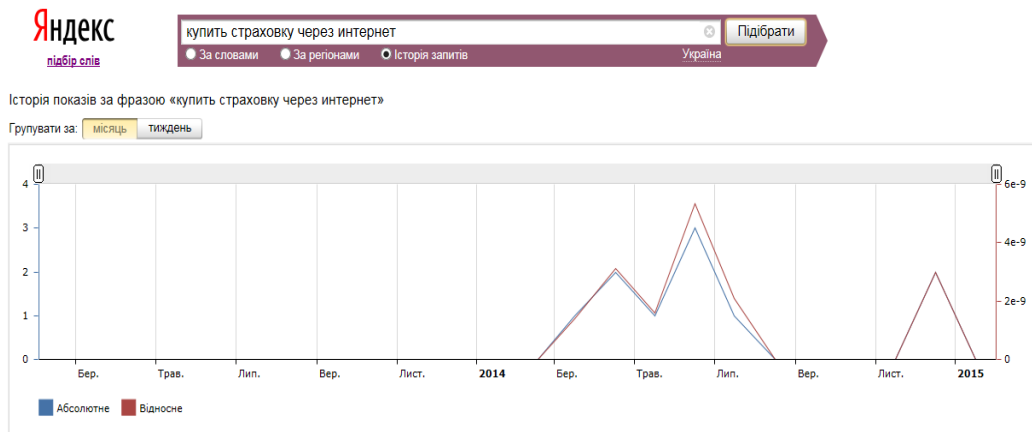 Яндекс
підбір слів
купить страховку через интернет
Підібрати
За словами За регіонами Історія запитів Україна
Історія показів за фразою «купить страховку через интернет»
Групувати за: місяць тиждень
4 6e-9
3 4e-9
2 2e-9
1
0 0
Бер. Трав. Лип. Вер. Лист. 2014 Бер. Трав. Лип. Вер. Лист. 2015
Абсолютне Відносне